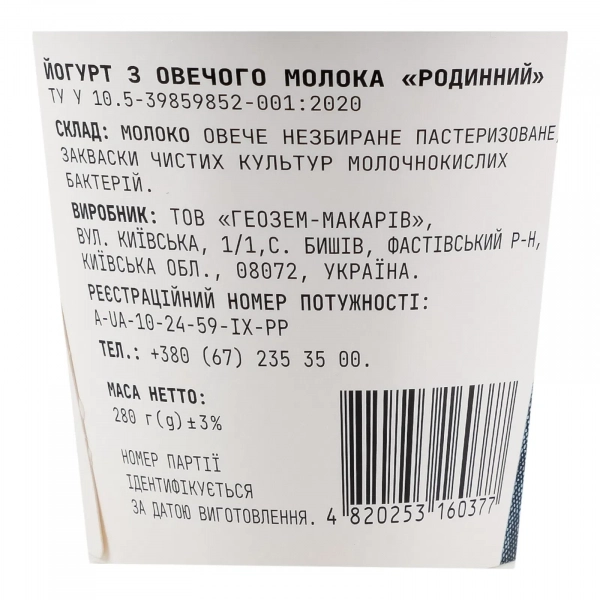 ЙОГУРТ З ОВЕЧОГО МОЛОКА «РОДИННИЙ»
ТУ У 10.5-39859852-001:2020
СКЛАД: МОЛОКО ОВЕЧЕ НЕЗБИРАНЕ ПАСТЕРИЗОВАНЕ,
ЗАКВАСКИ ЧИСТИХ КУЛЬТУР МОЛОЧНОКИСЛИХ
БАКТЕРІЙ.
ВИРОБНИК: ТОВ «ГЕОЗЕМ-МАКАРІВ»,
ВУЛ. КИЇВСЬКА, 1/1,С. БИШІВ, ФАСТІВСЬКИЙ Р-Н,
КИЇВСЬКА ОБЛ., 08072, УКРАЇНА.
РЕЄСТРАЦІЙНИЙ НОМЕР ПОТУЖНОСТІ:
A-UA-10-24-59-IX-PP
ТЕЛ.: +380 (67) 235 35 00.
МАСА НЕТТО:
280 г(g)±3%
НОМЕР ПАРТІЇ
ІДЕНТИФІКУЄТЬСЯ
ЗА ДАТОЮ ВИГОТОВЛЕННЯ.
4 820253 160377